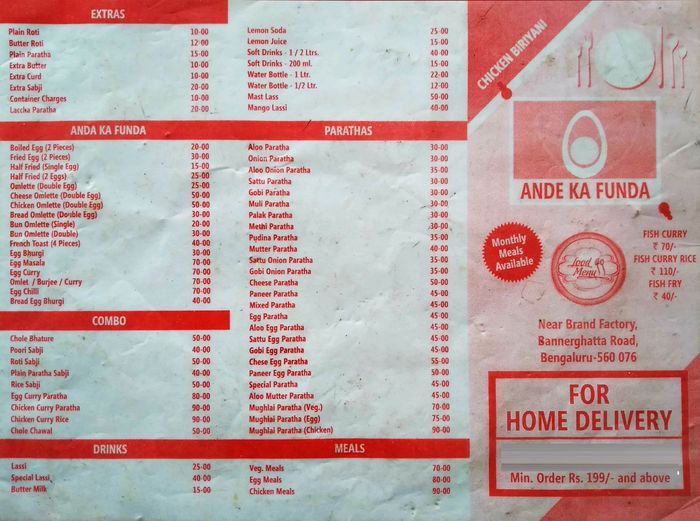 EXTRAS
Plain Roti 10-00
Butter Roti 12-00
Plain Paratha 15-00
Extra Butter 10-00
Extra Curd 10-00
Extra Sabji 20-00
Container Charges 10-00
Laccka Paratha 20-00
Lemon Soda 25-00
Lemon Juice 15-00
Soft Drinks - 1 / 2 Ltrs. 40-00
Soft Drinks - 200 ml. 15-00
Water Bottle - 1 Ltr. 22-00
Water Bottle - 1/2 Ltr. 12-00
Mast Lass 50-00
Mango Lassi 40-00
ANDA KA FUNDA
Boiled Egg (2 Pieces) 20-00
Fried Egg (2 Pieces) 30-00
Half Fried (Single Egg) 15-00
Half Fried (2 Eggs) 25-00
Omlette (Double Egg) 25-00
Cheese Omlette (Double Egg) 50-00
Chicken Omlette (Double Egg) 50-00
Bread Omlette (Double Egg) 30-00
Bun Omlette (Single) 20-00
Bun Omlette (Double) 30-00
French Toast (4 Pieces) 40-00
Egg Bhurgi 30-00
Egg Masala 70-00
Egg Curry 70-00
Omlet / Burjee / Curry 70-00
Egg Chilli 70-00
Bread Egg Bhurgi 40-00
COMBO
Chole Bhature 50-00
Poori Sabji 40-00
Roti Sabji 50-00
Plain Paratha Sabji 40-00
Rice Sabji 50-00
Egg Curry Paratha 80-00
Chicken Curry Paratha 90-00
Chicken Curry Rice 90-00
Chole Chawal 50-00
DRINKS
Lassi 25-00
Special Lassi 40-00
Butter Milk 15-00
PARATHAS
Aloo Paratha 30-00
Onion Paratha 30-00
Aloo Onion Paratha 35-00
Sattu Paratha 30-00
Gobi Paratha 30-00
Muli Paratha 30-00
Palak Paratha 30-00
Methi Paratha 30-00
Pudina Paratha 35-00
Mutter Paratha 40-00
Sattu Onion Paratha 35-00
Gobi Onion Paratha 35-00
Cheese Paratha 50-00
Paneer Paratha 45-00
Mixed Paratha 45-00
Egg Paratha 45-00
Aloo Egg Paratha 45-00
Sattu Egg Paratha 45-00
Gobi Egg Paratha 45-00
Chese Egg Paratha 55-00
Paneer Egg Paratha 50-00
Special Paratha 45-00
Aloo Mutter Paratha 45-00
Mughlai Paratha (Veg.) 70-00
Mughlai Paratha (Egg) 75-00
Mughlai Paratha (Chicken) 90-00
MEALS
Veg. Meals 70-00
Egg Meals 80-00
Chicken Meals 90-00
CHICKEN BIRIYANI
ANDE KA FUNDA
Monthly
Meals
Available
Food
Menu
FISH CURRY
₹ 70/-
FISH CURRY RICE
₹ 110/-
FISH FRY
₹ 40/-
Near Brand Factory,
Bannerghatta Road,
Bengaluru-560 076
FOR
HOME DELIVERY
Min. Order Rs. 199/- and above